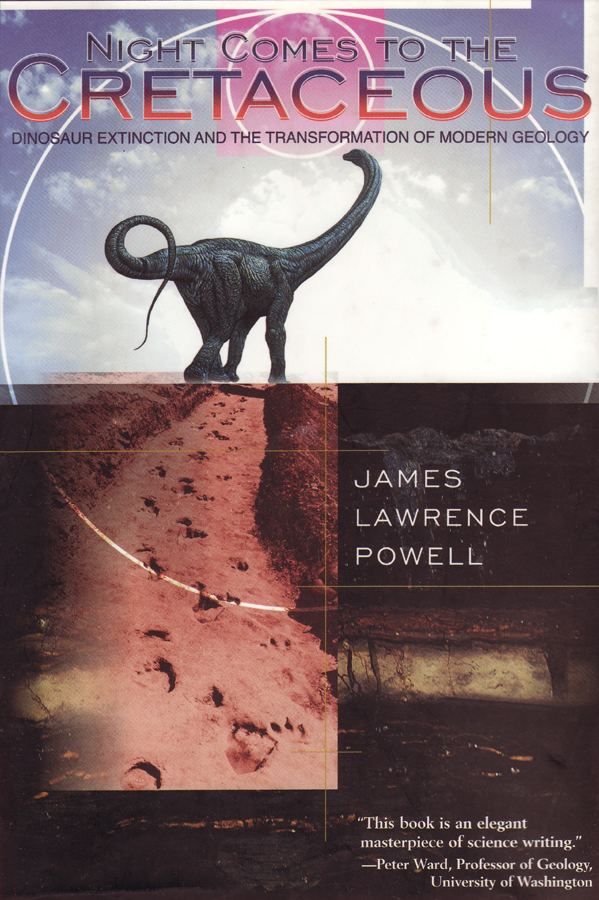 NIGHT COMES TO THE
CRETACEOUS
DINOSAUR EXTINCTION AND THE TRANSFORMATION OF MODERN GEOLOGY
JAMES
LAWRENCE
POWELL
“This book is an elegant
masterpiece of science writing.”
—Peter Ward, Professor of Geology,
University of Washington